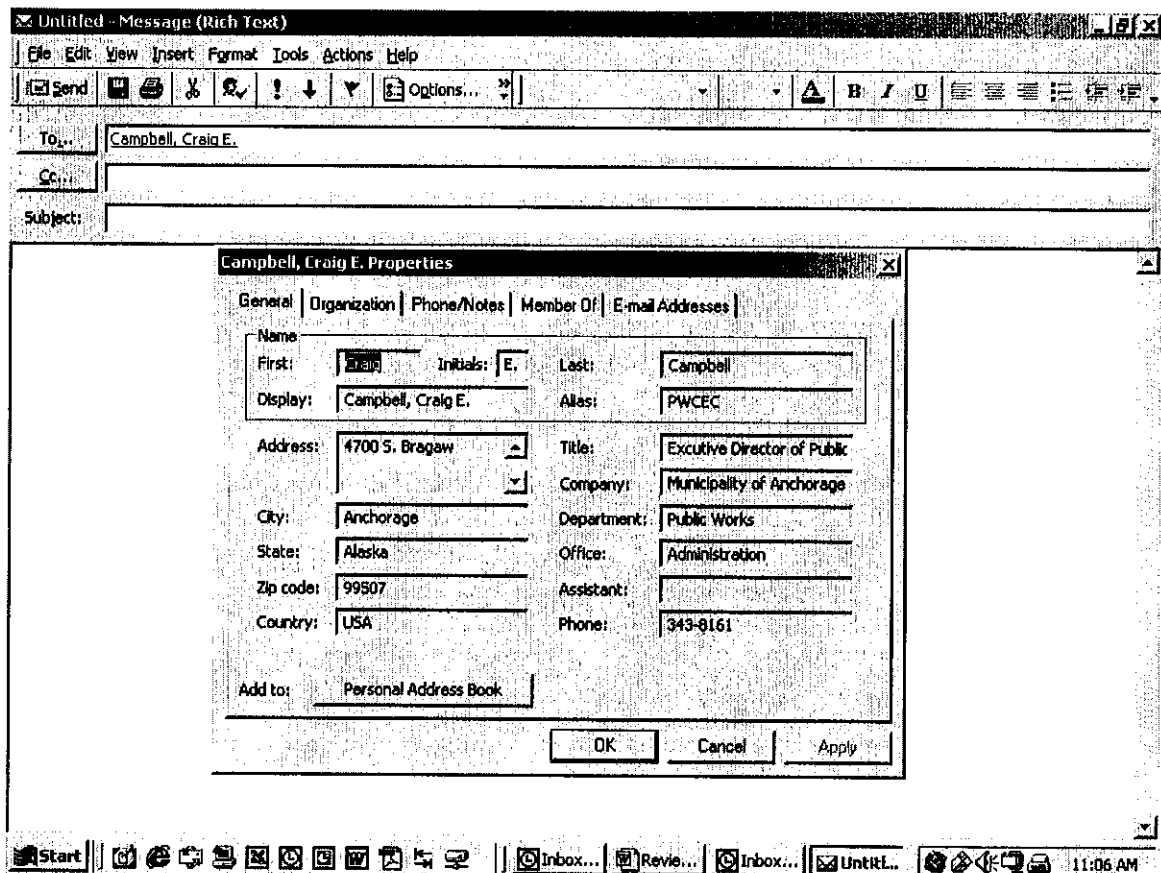 Untitled - Message (Rich Text)
File Edit View Insert Format Tools Actions Help
Send Options... A B I U
To... Campbell, Craig E.
Cc...
Subject:
Campbell, Craig E. Properties
General Organization Phone/Notes Member Of E-mail Addresses
Name
First: Craig Initials: E. Last: Campbell
Display: Campbell, Craig E. Alias: PWCEC
Address: 4700 S. Bragaw Title: Excutive Director of Public
Company: Municipality of Anchorage
City: Anchorage Department: Public Works
State: Alaska Office: Administration
Zip code: 99507 Assistant:
Country: USA Phone: 343-8161
Add to: Personal Address Book
OK Cancel Apply
Start Inbox... Revie... Inbox... Untitl... 11:06 AM